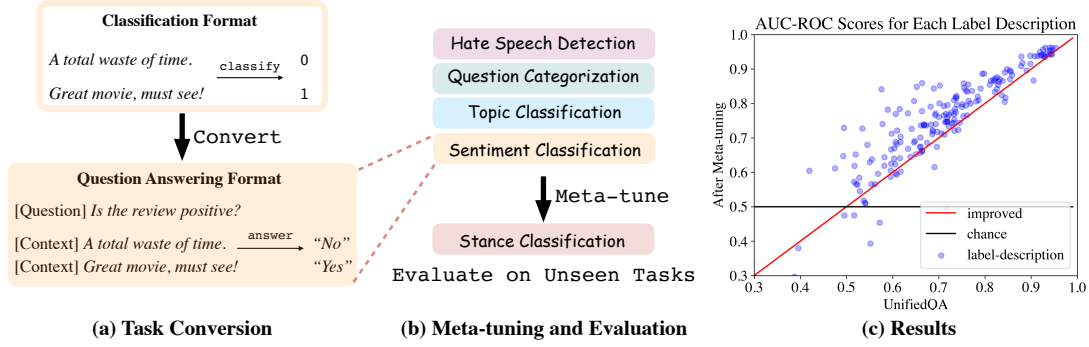 Classification Format
A total waste of time. classify 0
Great movie, must see! 1
Convert
Question Answering Format
[Question] Is the review positive?
[Context] A total waste of time. answer “No”
[Context] Great movie, must see! “Yes”
(a) Task Conversion
Hate Speech Detection
Question Categorization
Topic Classification
Sentiment Classification
Meta-tune
Stance Classification
Evaluate on Unseen Tasks
(b) Meta-tuning and Evaluation
AUC-ROC Scores for Each Label Description
After Meta-tuning
1.0
0.9
0.8
0.7
0.6
0.5
0.4
0.3
improved
chance
label-description
0.3 0.4 0.5 0.6 0.7 0.8 0.9 1.0
UnifiedQA
(c) Results